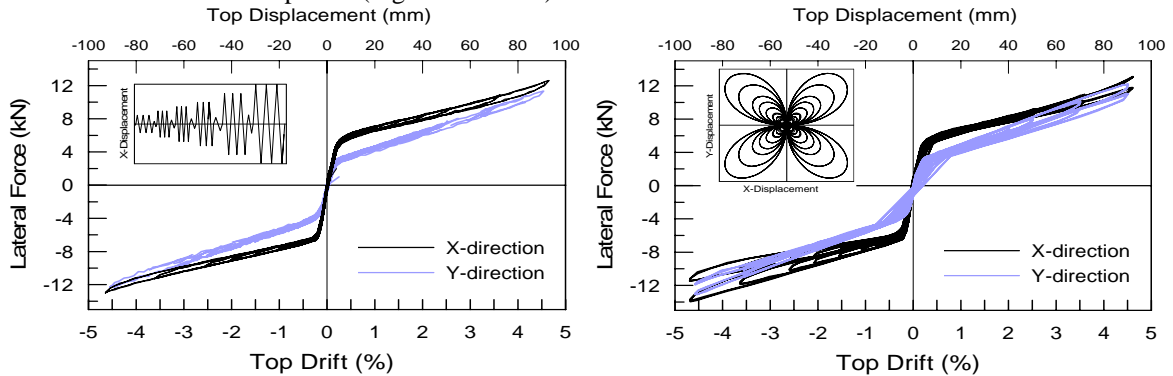 Top Displacement (mm)
-100 -80 -60 -40 -20 0 20 40 60 80 100
12
8
4
0
-4
-8
-12
Lateral Force (kN)
X-Displacement
X-direction
Y-direction
-5 -4 -3 -2 -1 0 1 2 3 4 5
Top Drift (%)
Top Displacement (mm)
-100 -80 -60 -40 -20 0 20 40 60 80 100
12
8
4
0
-4
-8
-12
Lateral Force (kN)
Y-Displacement
X-Displacement
X-direction
Y-direction
-5 -4 -3 -2 -1 0 1 2 3 4 5
Top Drift (%)